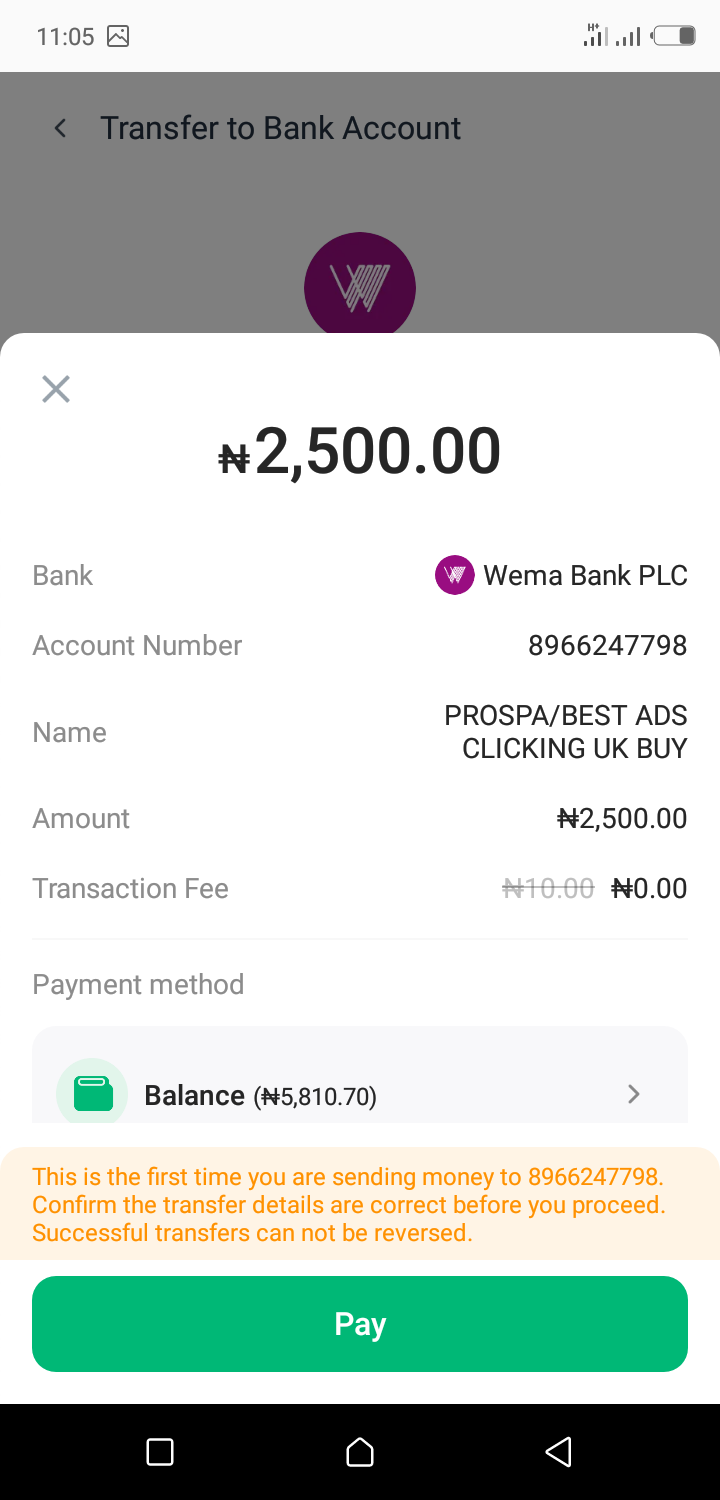 11:05
H+
Transfer to Bank Account
₦2,500.00
Bank Wema Bank PLC
Account Number 8966247798
Name PROSPA/BEST ADS
CLICKING UK BUY
Amount ₦2,500.00
Transaction Fee ₦10.00 ₦0.00
Payment method
Balance (₦5,810.70)
This is the first time you are sending money to 8966247798.
Confirm the transfer details are correct before you proceed.
Successful transfers can not be reversed.
Pay